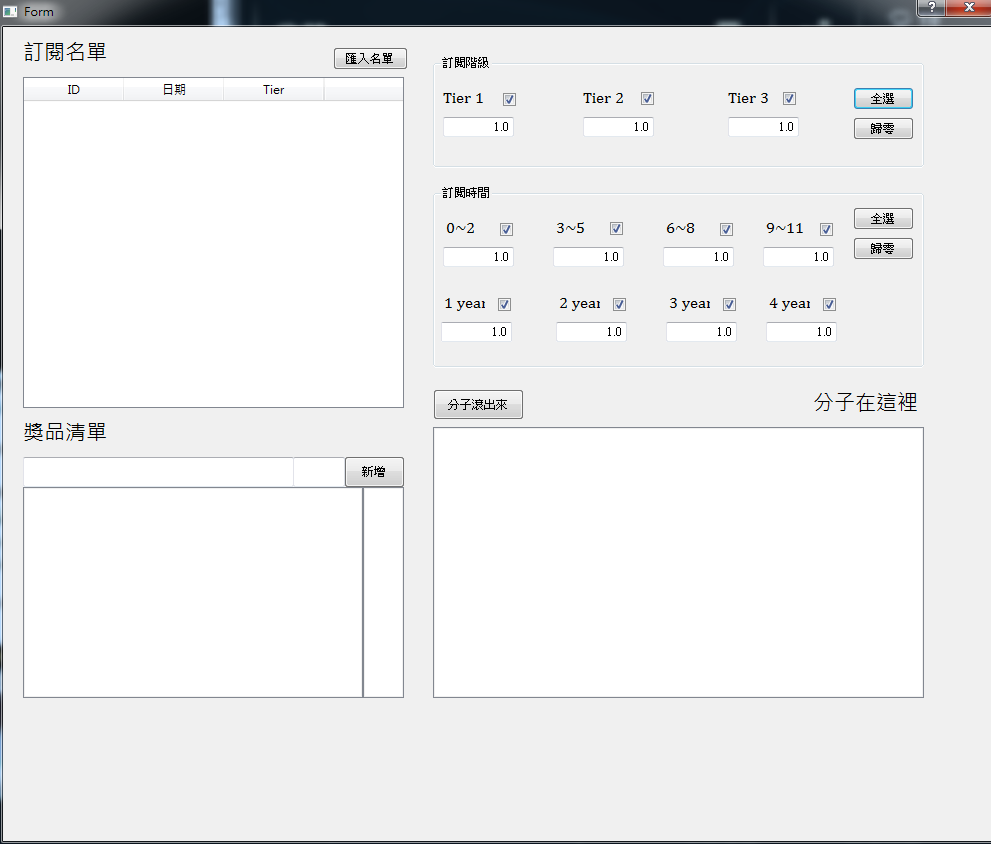 Form
訂閱名單
匯入名單
ID 日期 Tier
訂閱階級
Tier 1 Tier 2 Tier 3 全選
1.0 1.0 1.0 歸零
訂閱時間
0~2 3~5 6~8 9~11 全選
1.0 1.0 1.0 1.0 歸零
1 year 2 year 3 year 4 year
1.0 1.0 1.0 1.0
獎品清單
新增
分子滾出來
分子在這裡